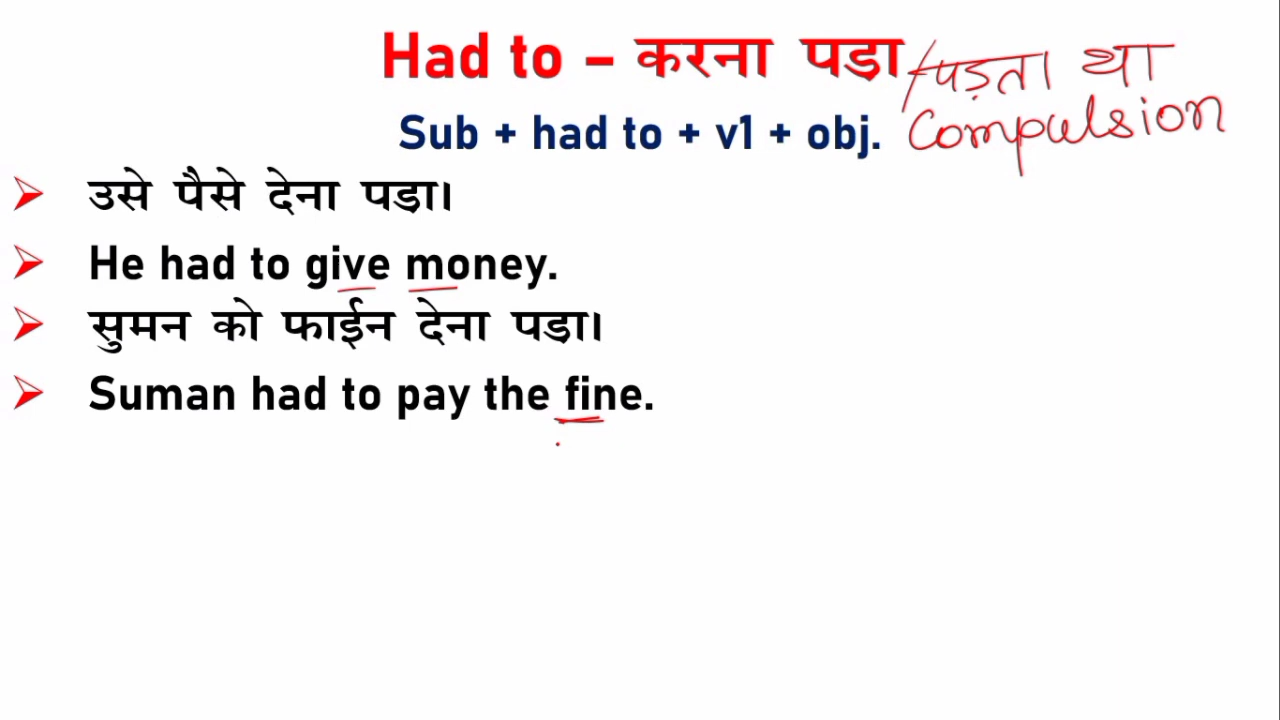 Had to – करना पडा /पड़ता था
Sub + had to + v1 + obj. Compulsion
➢ उसे पैसे देना पडा।
➢ He had to give money.
➢ सुमन को फाईन देना पडा।
➢ Suman had to pay the fine.